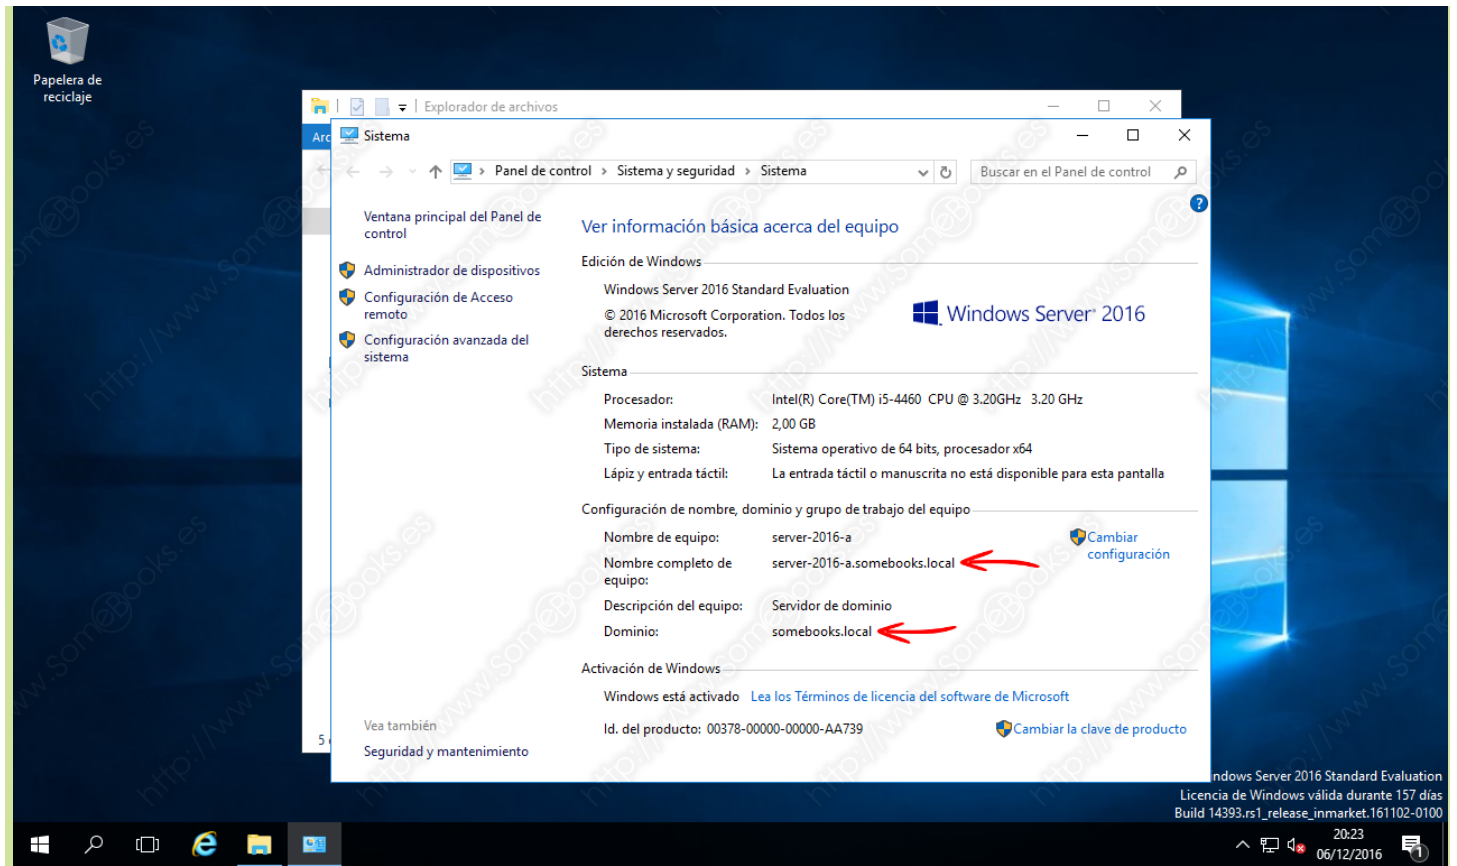 Papelera de
reciclaje
Explorador de archivos
Arc
Sistema
Panel de control > Sistema y seguridad > Sistema
Buscar en el Panel de control
Ventana principal del Panel de
control
Administrador de dispositivos
Configuración de Acceso
remoto
Configuración avanzada del
sistema
Ver información básica acerca del equipo
Edición de Windows
Windows Server 2016 Standard Evaluation
© 2016 Microsoft Corporation. Todos los
derechos reservados.
Windows Server® 2016
Sistema
Procesador: Intel(R) Core(TM) i5-4460 CPU @ 3.20GHz 3.20 GHz
Memoria instalada (RAM): 2,00 GB
Tipo de sistema: Sistema operativo de 64 bits, procesador x64
Lápiz y entrada táctil: La entrada táctil o manuscrita no está disponible para esta pantalla
Configuración de nombre, dominio y grupo de trabajo del equipo
Nombre de equipo: server-2016-a
Cambiar
configuración
Nombre completo de
equipo:
server-2016-a.somebooks.local
Descripción del equipo: Servidor de dominio
Dominio: somebooks.local
Activación de Windows
Windows está activado Lea los Términos de licencia del software de Microsoft
Id. del producto: 00378-00000-00000-AA739
Cambiar la clave de producto
Vea también
Seguridad y mantenimiento
5
ndows Server 2016 Standard Evaluation
Licencia de Windows válida durante 157 días
Build 14393.rs1_release_inmarket.161102-0100
20:23
06/12/2016
1
http://www.SomeBooks.es